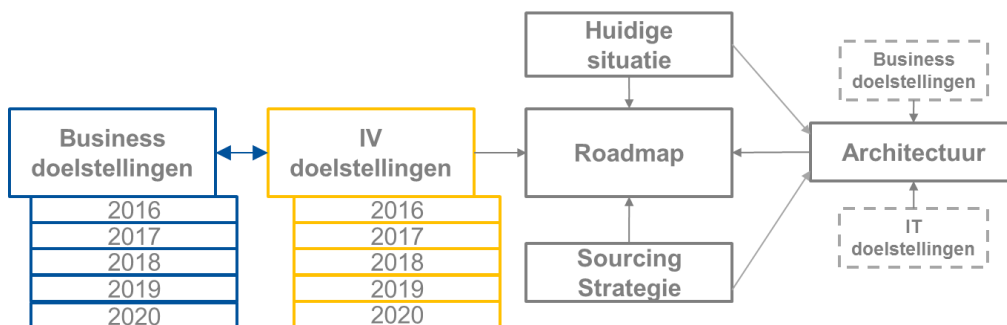 Business
doelstellingen
2016
2017
2018
2019
2020
IV
doelstellingen
2016
2017
2018
2019
2020
Huidige
situatie
Roadmap
Sourcing
Strategie
Business
doelstellingen
Architectuur
IT
doelstellingen